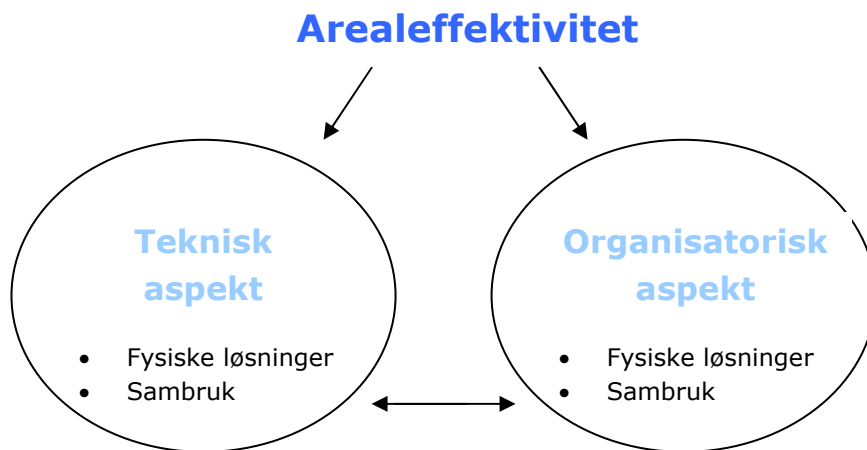 Arealeffektivitet
Teknisk
aspekt
• Fysiske løsninger
• Sambruk
Organisatorisk
aspekt
• Fysiske løsninger
• Sambruk